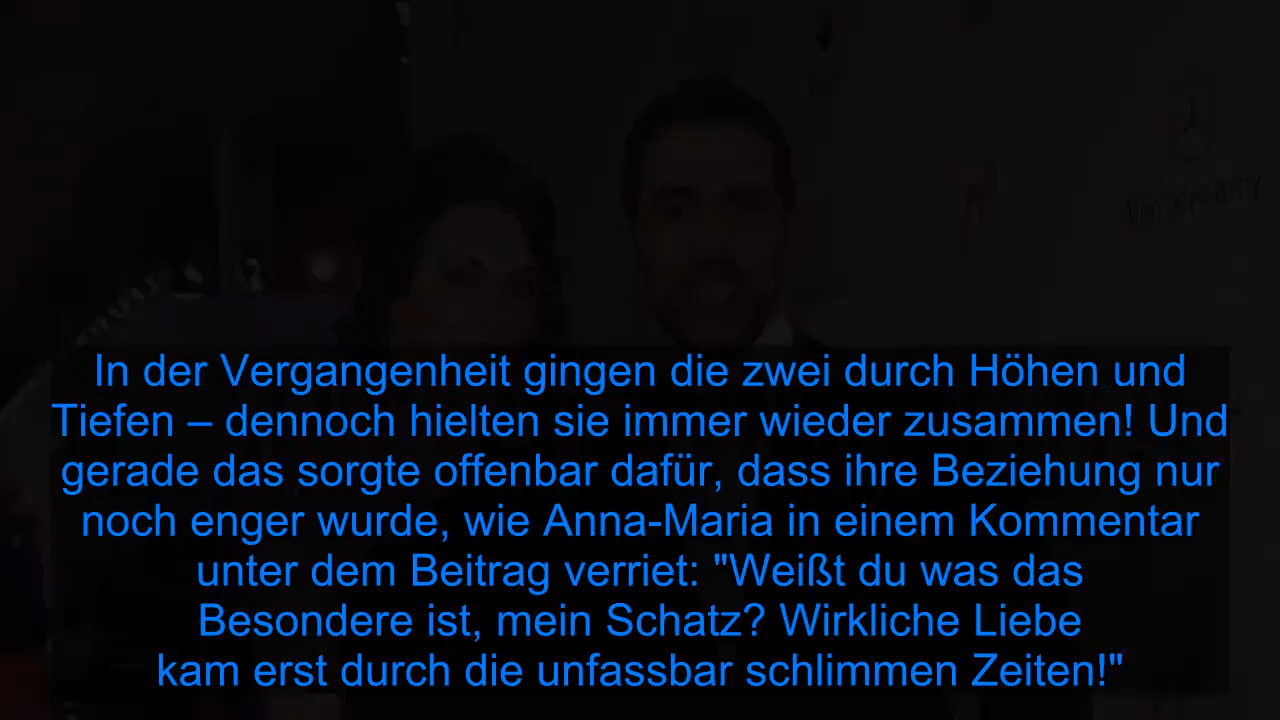 In der Vergangenheit gingen die zwei durch Höhen und
Tiefen – dennoch hielten sie immer wieder zusammen! Und
gerade das sorgte offenbar dafür, dass ihre Beziehung nur
noch enger wurde, wie Anna-Maria in einem Kommentar
unter dem Beitrag verriet: "Weißt du was das
Besondere ist, mein Schatz? Wirkliche Liebe
kam erst durch die unfassbar schlimmen Zeiten!"